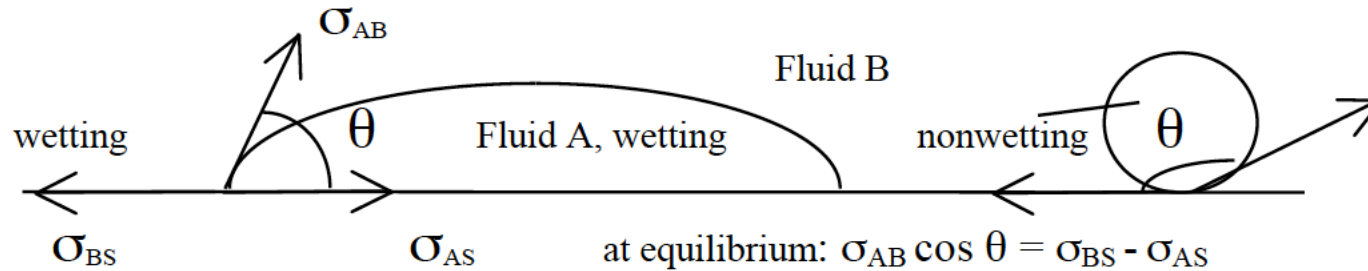 σAB
Fluid B
wetting θ Fluid A, wetting nonwetting θ
σBS σAS at equilibrium: σAB cos θ = σBS - σAS